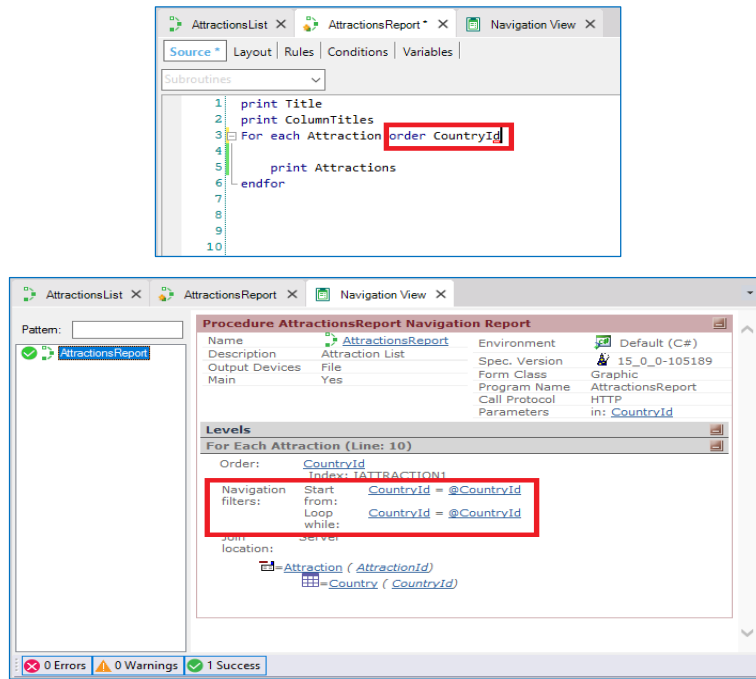 AttractionsList X AttractionsReport * X Navigation View X
Source * Layout Rules Conditions Variables
Subroutines
1 print Title
2 print ColumnTitles
3 For each Attraction order CountryId
4
5 print Attractions
6 endfor
7
8
9
10
AttractionsList X AttractionsReport X Navigation View X
Pattern:
AttractionsReport
Procedure AttractionsReport Navigation Report
Name AttractionsReport Environment Default (C#)
Description Attraction List Spec. Version 15_0_0-105189
Output Devices File Form Class Graphic
Main Yes Program Name AttractionsReport
Call Protocol HTTP
Parameters in: CountryId
Levels
For Each Attraction (Line: 10)
Order: CountryId
Index: IATTRACTION1
Navigation Start CountryId = @CountryId
filters: from:
Loop CountryId = @CountryId
while:
Join Server
location:
=Attraction ( AttractionId)
=Country ( CountryId)
0 Errors 0 Warnings 1 Success